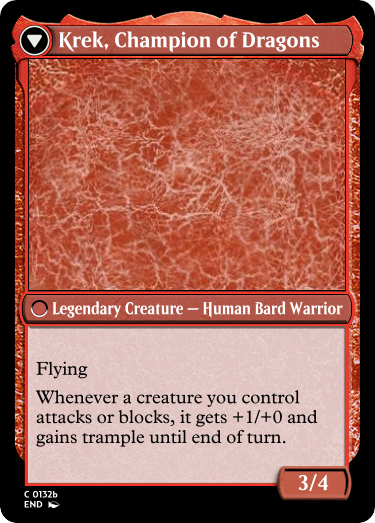 Krek, Champion of Dragons
Legendary Creature — Human Bard Warrior
Flying
Whenever a creature you control
attacks or blocks, it gets +1/+0 and
gains trample until end of turn.
3/4
C 0132b
END